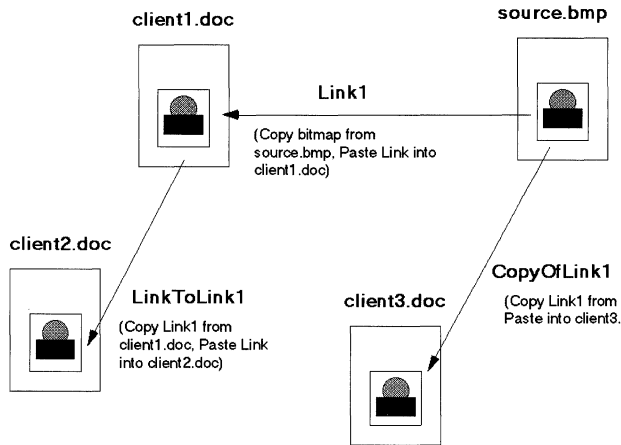 client1.doc
source.bmp
Link1
(Copy bitmap from
source.bmp, Paste Link into
client1.doc)
client2.doc
LinkToLink1
(Copy Link1 from
client1.doc, Paste Link
into client2.doc)
CopyOfLink1
(Copy Link1 from
Paste into client3.
client3.doc